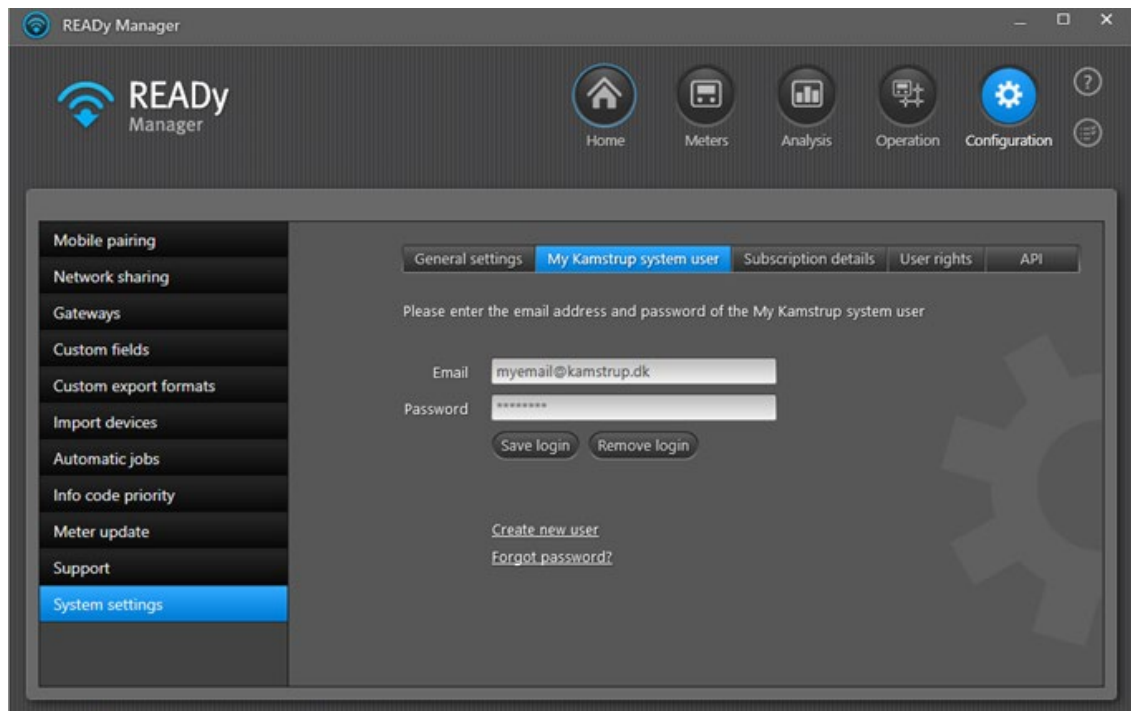 READy Manager
READy
Manager
?
Home Meters Analysis Operation Configuration
Mobile pairing
Network sharing
Gateways
Custom fields
Custom export formats
Import devices
Automatic jobs
Info code priority
Meter update
Support
System settings
General settings My Kamstrup system user Subscription details User rights API
Please enter the email address and password of the My Kamstrup system user
Email myemail@kamstrup.dk
Password ********
Save login Remove login
Create new user
Forgot password?